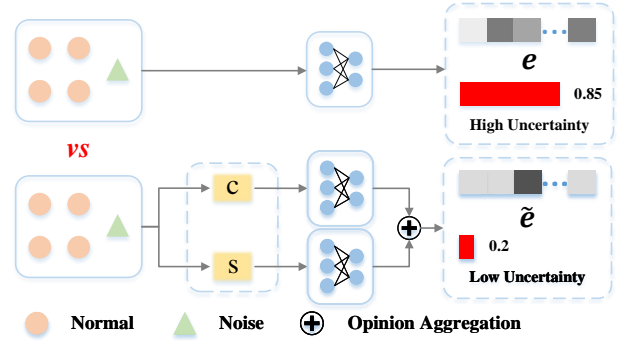 e
0.85
High Uncertainty
vs
C
S
ẽ
0.2
Low Uncertainty
Normal Noise Opinion Aggregation